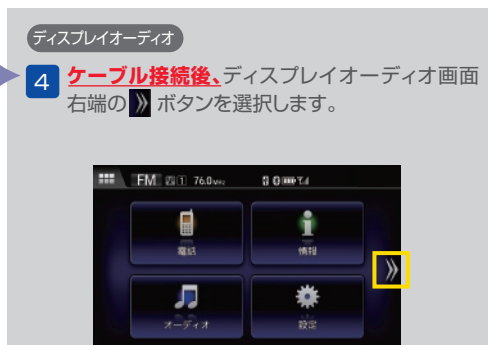 ディスプレイオーディオ
4 ケーブル接続後、ディスプレイオーディオ画面
右端の ボタンを選択します。
FM 1 76.0MHz
電話 情報
オーディオ 設定